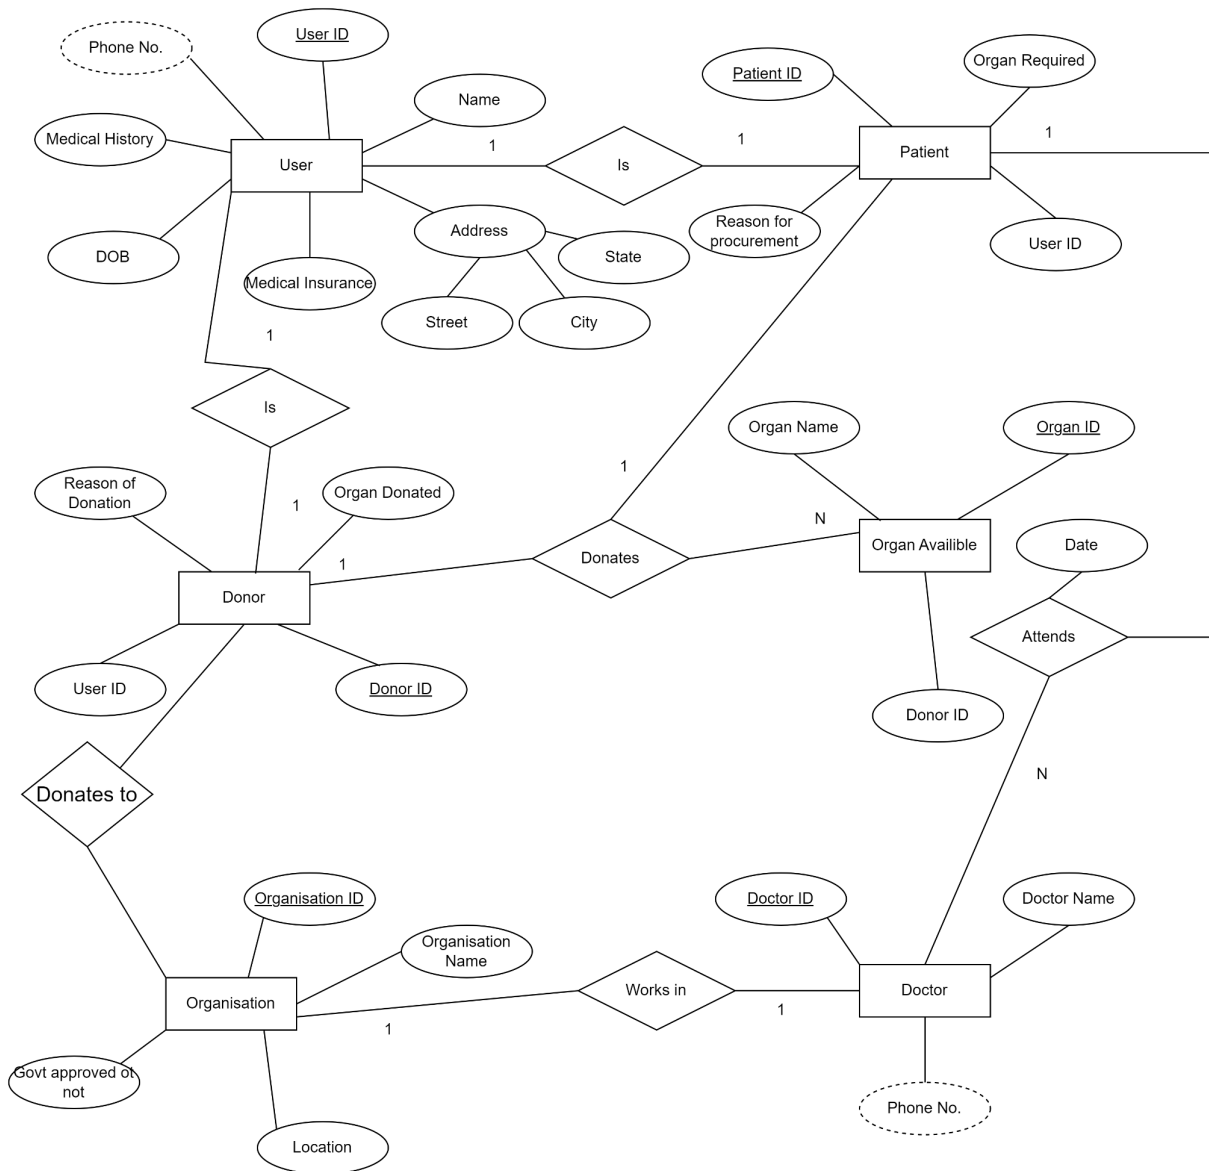 Phone No.
User ID
Patient ID
Organ Required
Name
Medical History
1
1
1
User
Is
Patient
Address
Reason for
procurement
User ID
DOB
State
Medical Insurance
Street
City
1
Is
Organ Name
Organ ID
1
Reason of
Donation
Organ Donated
1
N
Organ Availible
Date
1
Donates
Donor
Attends
User ID
Donor ID
Donor ID
N
Donates to
Organisation ID
Doctor ID
Doctor Name
Organisation
Name
Organisation
Works in
Doctor
1
1
Govt approved ot
not
Phone No.
Location